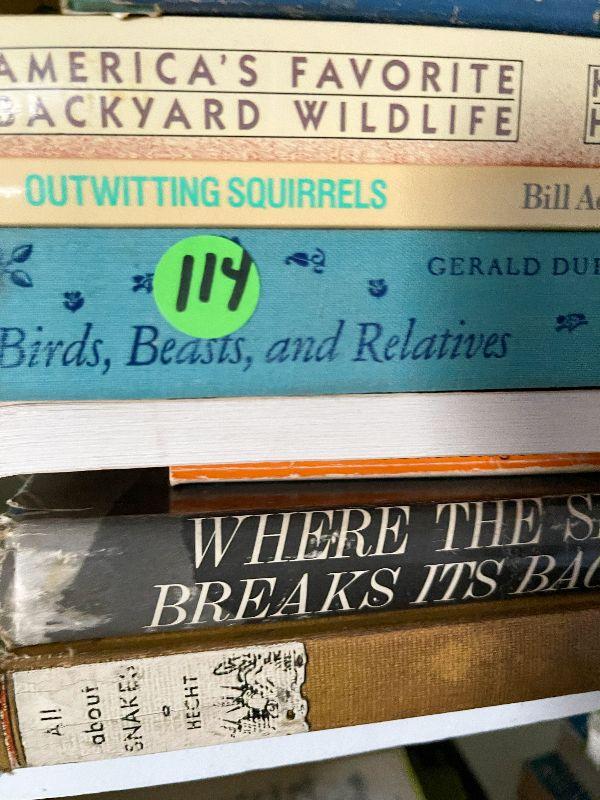 AMERICA'S FAVORITE
BACKYARD WILDLIFE
OUTWITTING SQUIRRELS
Bill
114
GERALD
Birds, Beasts, and Relatives
WHERE THE
BREAKS ITS
All
about
SNAKES
HECHT